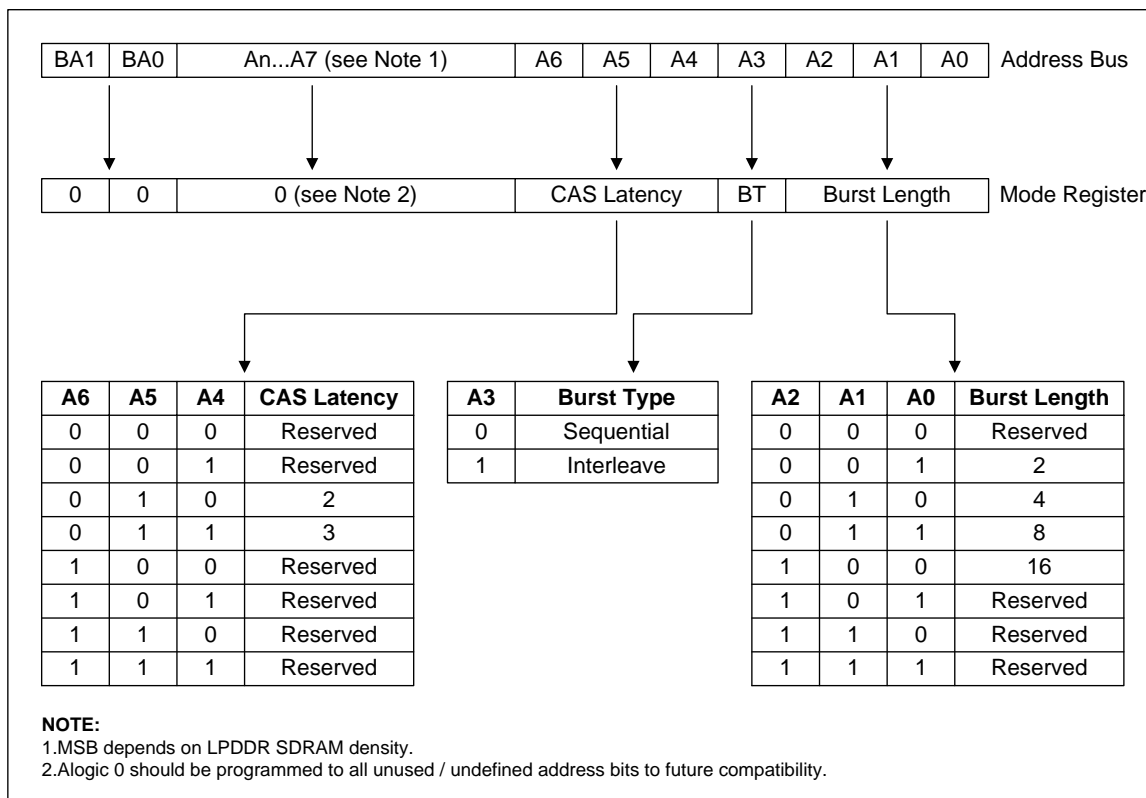 BA1 BA0 An...A7 (see Note 1) A6 A5 A4 A3 A2 A1 A0 Address Bus
0 0 0 (see Note 2) CAS Latency BT Burst Length Mode Register
A6 A5 A4 CAS Latency
0 0 0 Reserved
0 0 1 Reserved
0 1 0 2
0 1 1 3
1 0 0 Reserved
1 0 1 Reserved
1 1 0 Reserved
1 1 1 Reserved
A3 Burst Type
0 Sequential
1 Interleave
A2 A1 A0 Burst Length
0 0 0 Reserved
0 0 1 2
0 1 0 4
0 1 1 8
1 0 0 16
1 0 1 Reserved
1 1 0 Reserved
1 1 1 Reserved
NOTE:
1.MSB depends on LPDDR SDRAM density.
2.Alogic 0 should be programmed to all unused / undefined address bits to future compatibility.